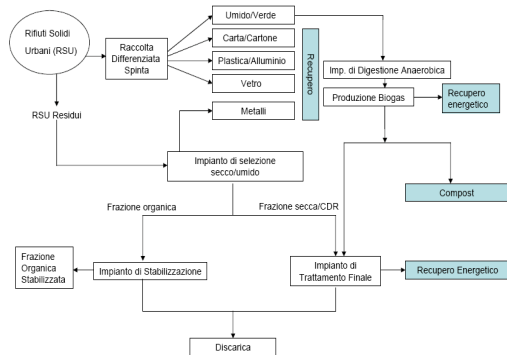 Rifiuti Solidi
Urbani (RSU)
Raccolta
Differenziata
Spinta
Umido/Verde
Carta/Cartone
Plastica/Alluminio
Vetro
Metalli
Recupero
Imp. di Digestione Anaerobica
Produzione Biogas
Recupero
energetico
RSU Residui
Impianto di selezione
secco/umido
Compost
Frazione organica
Frazione secca/CDR
Frazione
Organica
Stabilizzata
Impianto di Stabilizzazione
Impianto di
Trattamento Finale
Recupero Energetico
Discarica